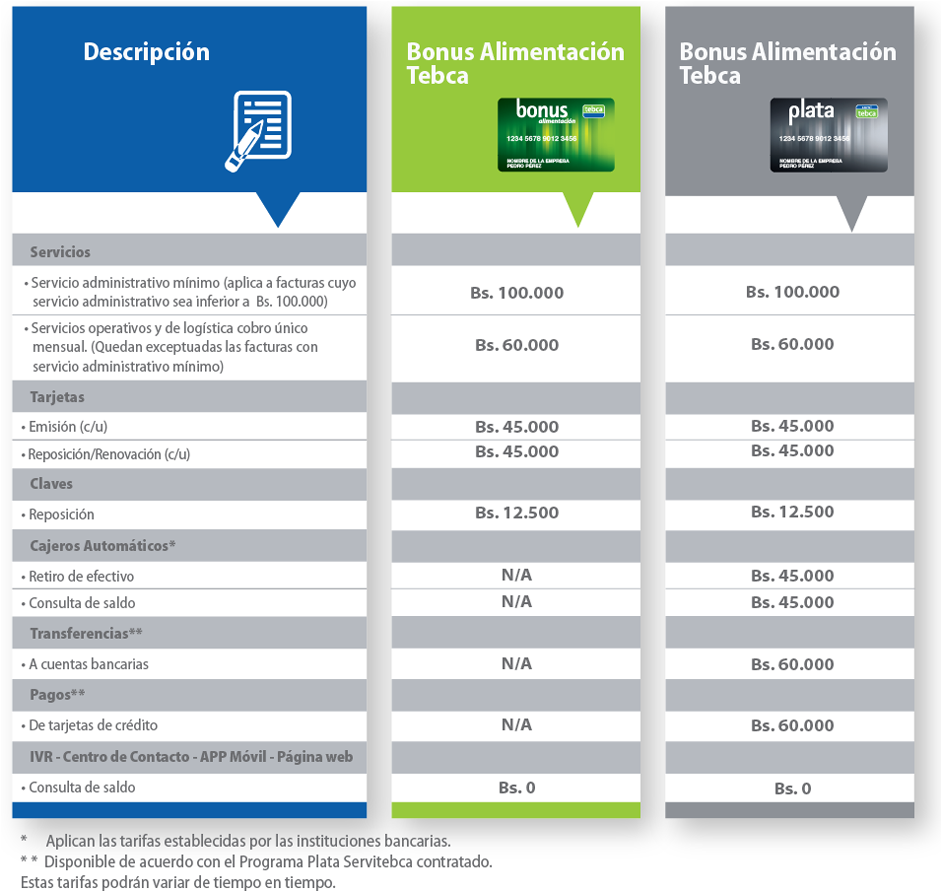 Descripción
Bonus Alimentación
Tebca
bonus
alimentación
tebca
1234 5678 9012 3456
NOMBRE DE LA EMPRESA
PEDRO PÉREZ
Bonus Alimentación
Tebca
plata
tebca
1234 5678 9012 3456
NOMBRE DE LA EMPRESA
PEDRO PÉREZ
Servicios
• Servicio administrativo mínimo (aplica a facturas cuyo
servicio administrativo sea inferior a Bs. 100.000)
Bs. 100.000
Bs. 100.000
• Servicios operativos y de logística cobro único
mensual. (Quedan exceptuadas las facturas con
servicio administrativo mínimo)
Bs. 60.000
Bs. 60.000
Tarjetas
• Emisión (c/u)
Bs. 45.000
Bs. 45.000
• Reposición/Renovación (c/u)
Bs. 45.000
Bs. 45.000
Claves
• Reposición
Bs. 12.500
Bs. 12.500
Cajeros Automáticos*
• Retiro de efectivo
N/A
Bs. 45.000
• Consulta de saldo
N/A
Bs. 45.000
Transferencias**
• A cuentas bancarias
N/A
Bs. 60.000
Pagos**
• De tarjetas de crédito
N/A
Bs. 60.000
IVR - Centro de Contacto - APP Móvil - Página web
• Consulta de saldo
Bs. 0
Bs. 0
* Aplican las tarifas establecidas por las instituciones bancarias.
* * Disponible de acuerdo con el Programa Plata Servitebca contratado.
Estas tarifas podrán variar de tiempo en tiempo.